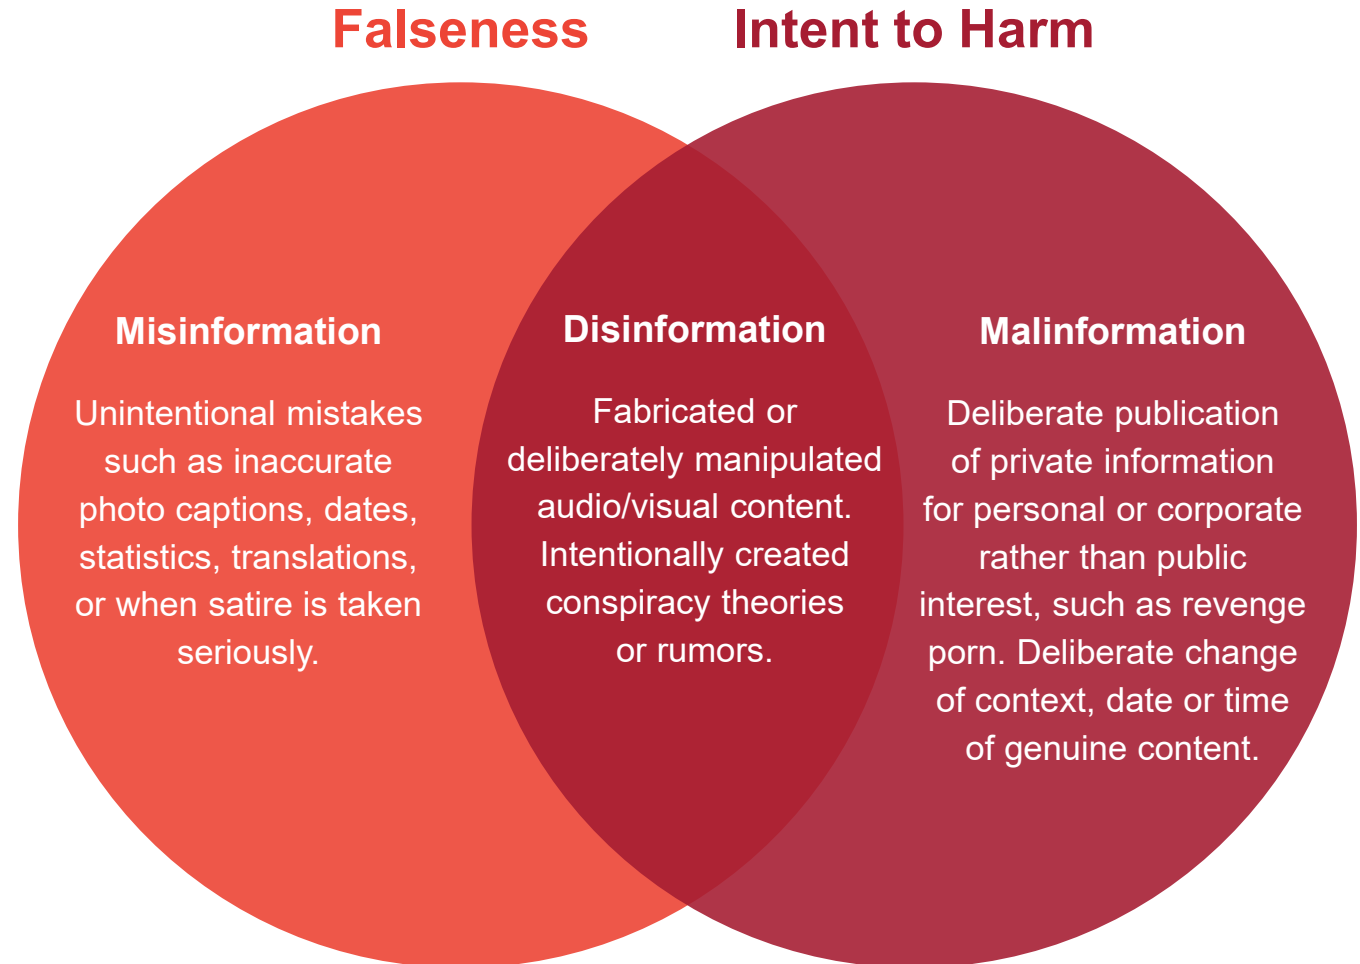 Falseness
Intent to Harm
Misinformation
Unintentional mistakes
such as inaccurate
photo captions, dates,
statistics, translations,
or when satire is taken
seriously.
Disinformation
Fabricated or
deliberately manipulated
audio/visual content.
Intentionally created
conspiracy theories
or rumors.
Malinformation
Deliberate publication
of private information
for personal or corporate
rather than public
interest, such as revenge
porn. Deliberate change
of context, date or time
of genuine content.